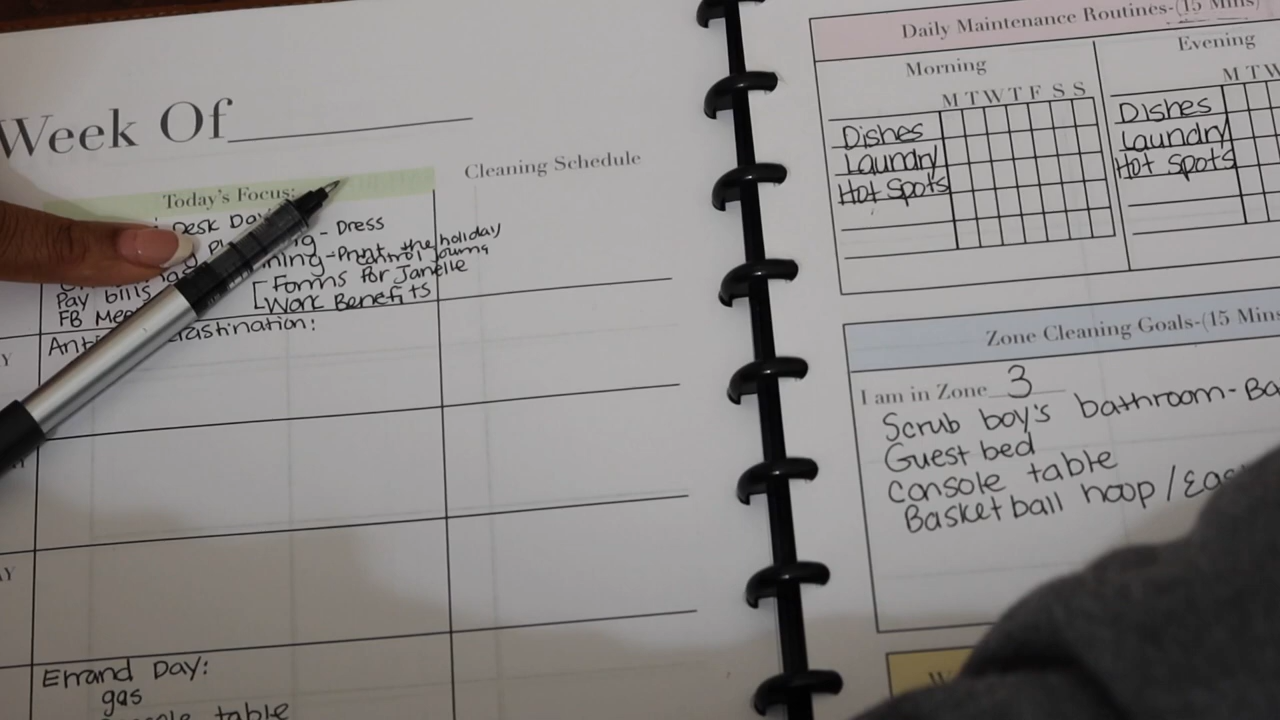 Week Of
Today's Focus:
Cleaning Schedule
Desk Day
- Dress
-Print the holiday
[Forms for Janelle
Pay bills
Work Benefits
FB
Errand Day:
gas
table
Daily Maintenance Routines-(15 Mins)
Morning
M T W T F S S
Dishes
Laundry
Hot Spots
Evening
M T W
Dishes
Laundry
Hot Spots
Zone Cleaning Goals-(15 Mins
I am in Zone 3
Scrub boy's bathroom-
Guest bed
console table
Basketball hoop /